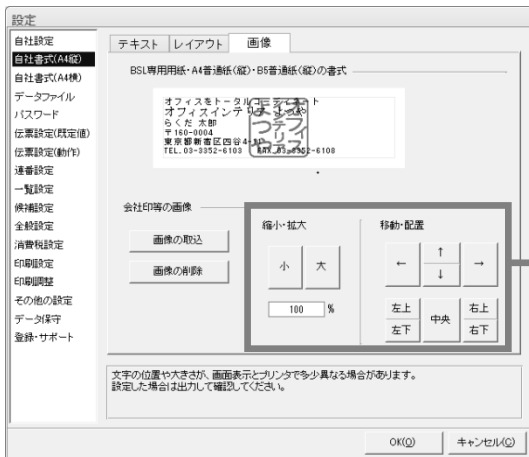 設定
自社設定
自社書式(A4縦)
自社書式(A4横)
データファイル
パスワード
伝票設定(既定値)
伝票設定(動作)
連番設定
一覧設定
候補設定
全般設定
消費税設定
印刷設定
印刷調整
その他の設定
データ保守
登録・サポート
テキスト
レイアウト
画像
BSL専用用紙・A4普通紙(縦)・B5普通紙(縦)の書式
オフィスをトータルコーディネート
らくだ 太郎
〒160-0004
東京都新宿区四谷4-
TEL.03-3352-6103 FAX.03-3352-6108
会社印等の画像
画像の取込
画像の削除
縮小・拡大
小 大
100 %
移動・配置
← ↑ ↓ →
左上 中央 右上
左下 右下
文字の位置や大きさが、画面表示とプリンタで多少異なる場合があります。
設定した場合は出力して確認してください。
OK(O)
キャンセル(C)